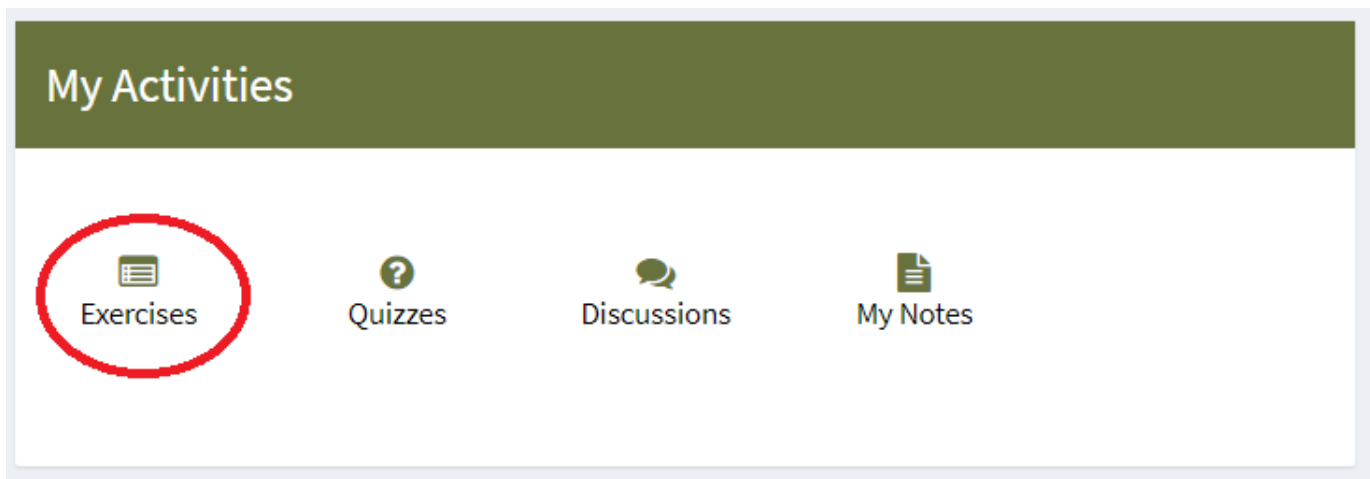 My Activities
Exercises
Quizzes
Discussions
My Notes